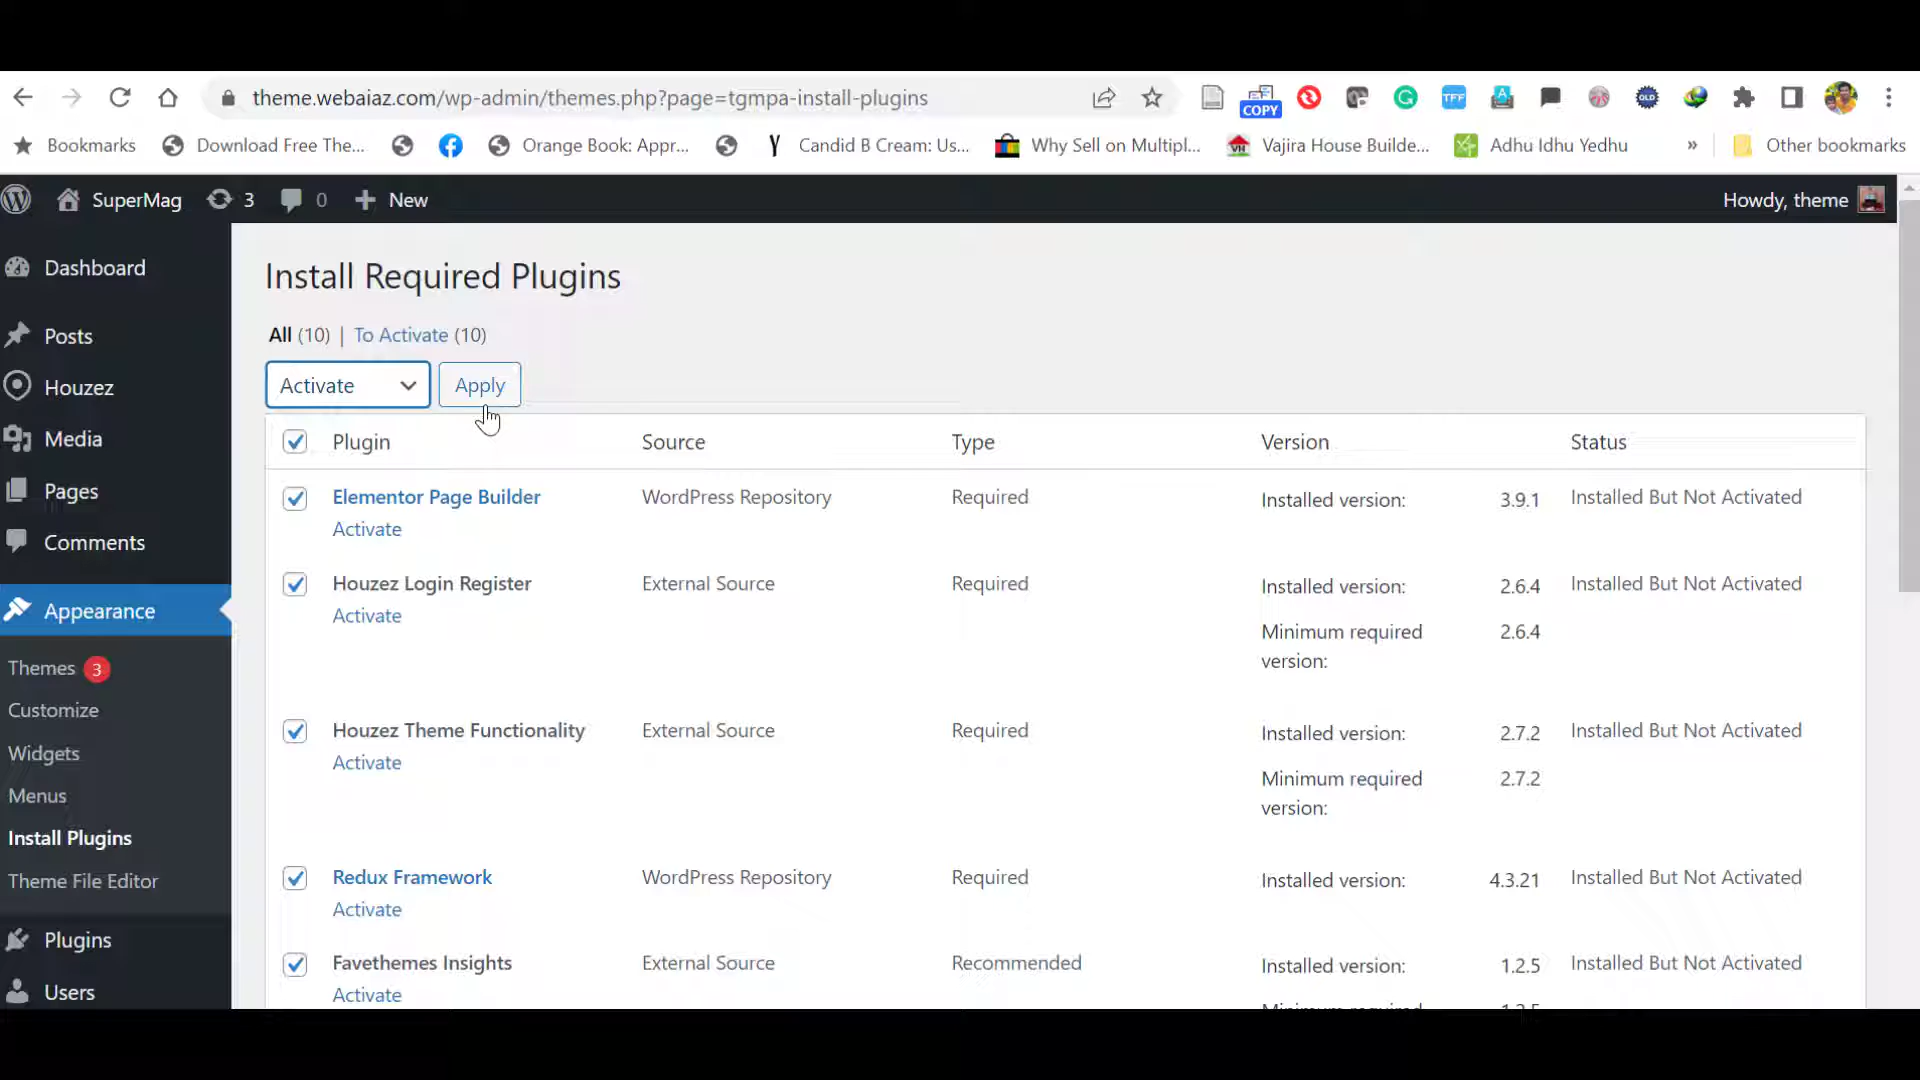 theme.webaiaz.com/wp-admin/themes.php?page=tgmpa-install-plugins
COPY
TFF
OLD
Bookmarks Download Free The... Orange Book: Appr... Candid B Cream: Us... Why Sell on Multipl... VH Vajira House Builde... Adhu Idhu Yedhu » Other bookmarks
SuperMag 3 0 New Howdy, theme
Dashboard
Posts
Houzez
Media
Pages
Comments
Appearance
Themes 3
Customize
Widgets
Menus
Install Plugins
Theme File Editor
Plugins
Users
Install Required Plugins
All (10) | To Activate (10)
Activate Apply
Plugin Source Type Version Status
Elementor Page Builder WordPress Repository Required Installed version: 3.9.1 Installed But Not Activated
Activate
Houzez Login Register External Source Required Installed version: 2.6.4 Installed But Not Activated
Activate
Minimum required version: 2.6.4
Houzez Theme Functionality External Source Required Installed version: 2.7.2 Installed But Not Activated
Activate
Minimum required version: 2.7.2
Redux Framework WordPress Repository Required Installed version: 4.3.21 Installed But Not Activated
Activate
Favethemes Insights External Source Recommended Installed version: 1.2.5 Installed But Not Activated
Activate
Minimum required 1.2.5